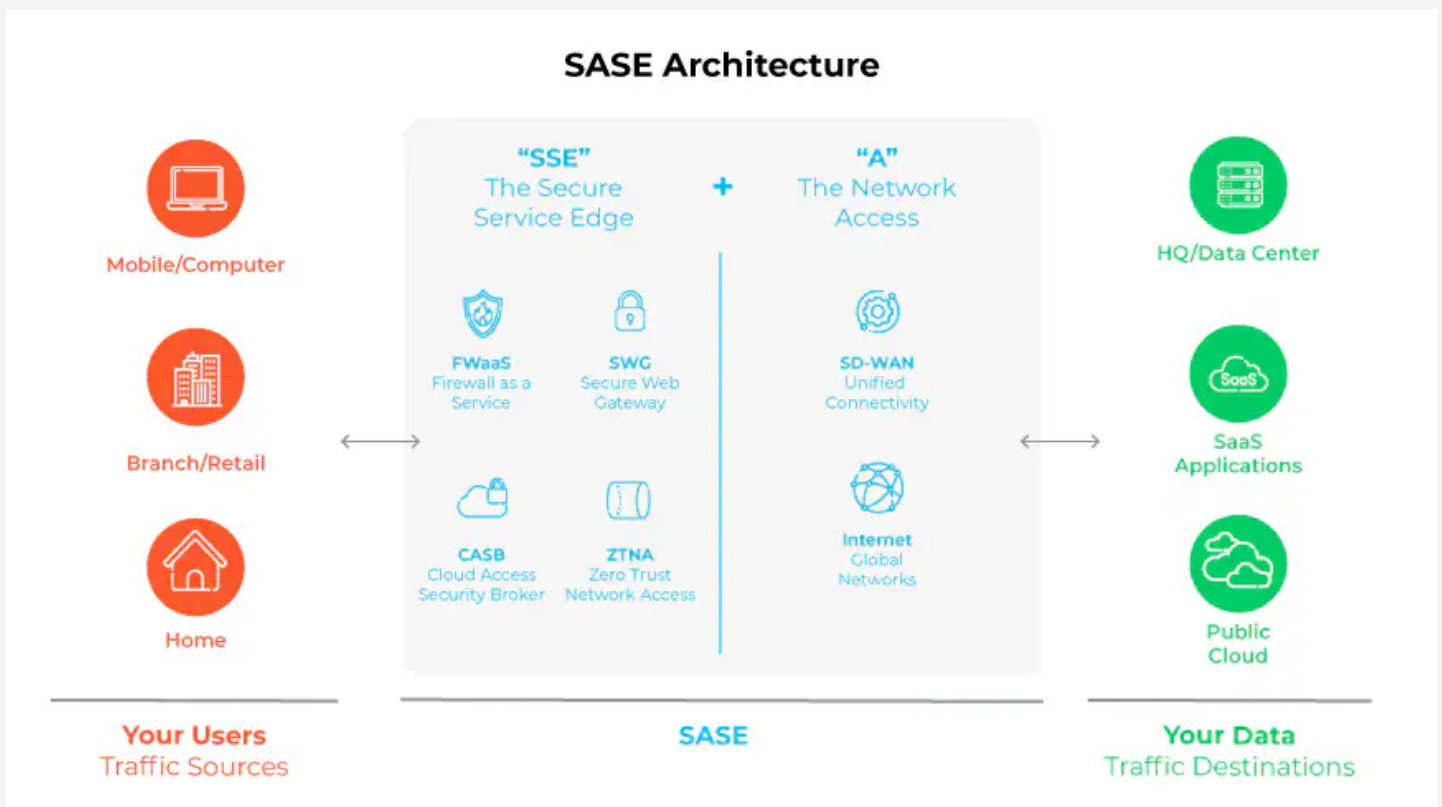 SASE Architecture
Mobile/Computer
Branch/Retail
Home
Your Users
Traffic Sources
“SSE”
The Secure
Service Edge
+
“A”
The Network
Access
FWaaS
Firewall as a
Service
SWG
Secure Web
Gateway
CASB
Cloud Access
Security Broker
ZTNA
Zero Trust
Network Access
SD-WAN
Unified
Connectivity
Internet
Global
Networks
SASE
HQ/Data Center
SaaS
SaaS
Applications
Public
Cloud
Your Data
Traffic Destinations